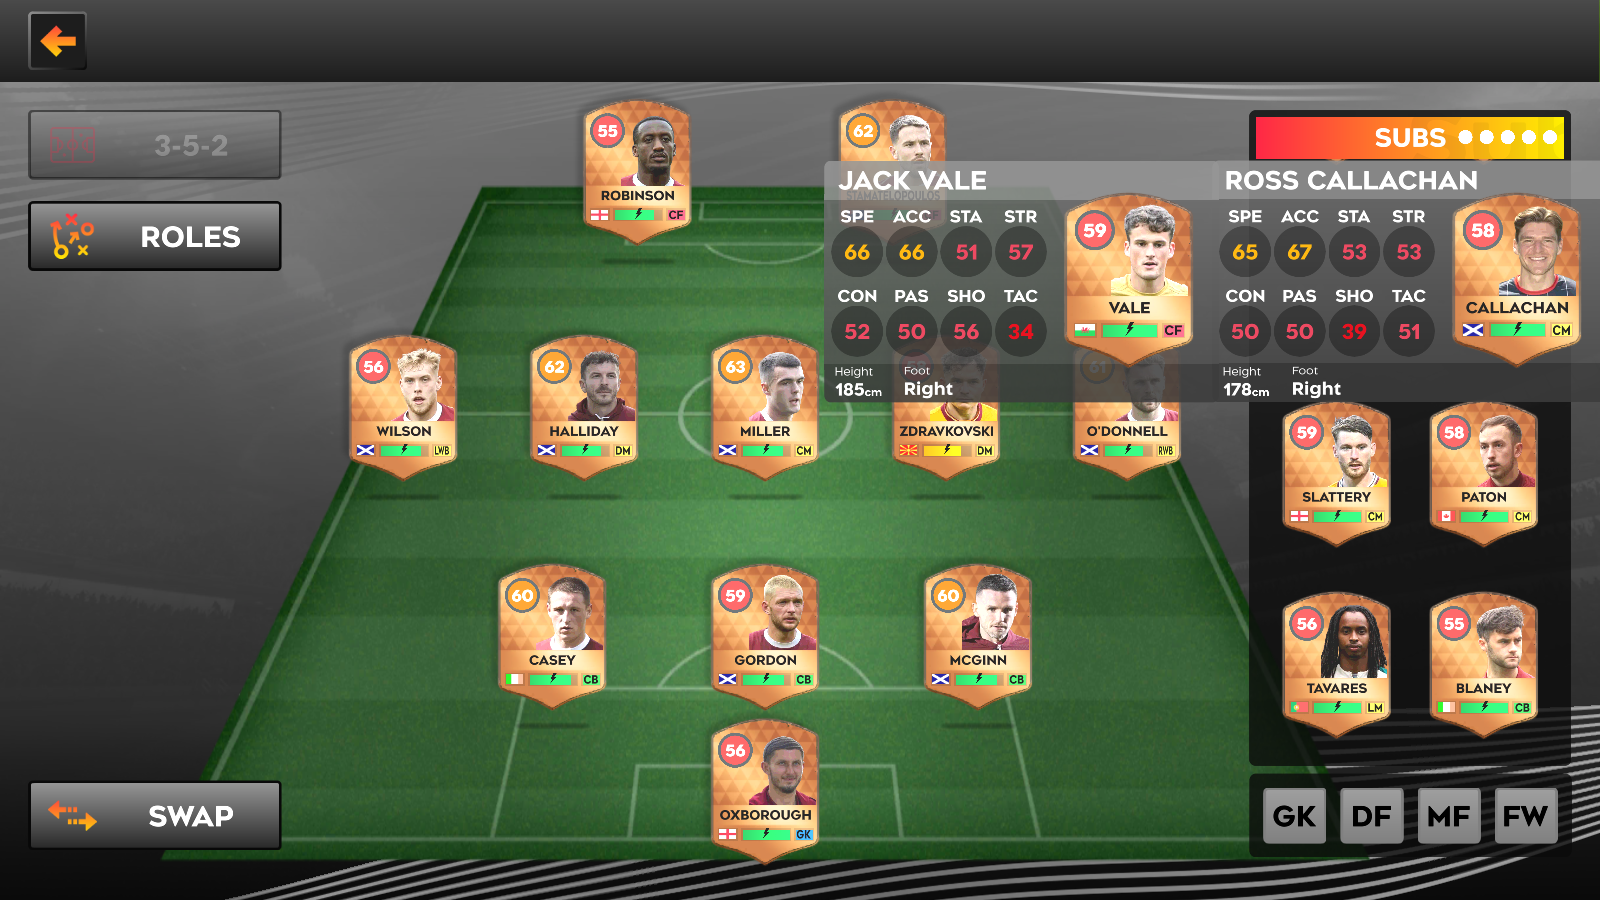 3-5-2
ROLES
SWAP
55
ROBINSON
CF
62
STAMATELOPOULOS
JACK VALE
SPE ACC STA STR
66 66 51 57
CON PAS SHO TAC
52 50 56 34
Height Foot
185cm Right
59
VALE
CF
ROSS CALLACHAN
SPE ACC STA STR
65 67 53 53
CON PAS SHO TAC
50 50 39 51
Height Foot
178cm Right
58
CALLACHAN
CM
SUBS
56
WILSON
LWB
62
HALLIDAY
DM
63
MILLER
CM
ZDRAVKOVSKI
DM
61
O'DONNELL
RWB
60
CASEY
CB
59
GORDON
CB
60
MCGINN
CB
56
OXBOROUGH
GK
59
SLATTERY
CM
58
PATON
CM
56
TAVARES
LM
55
BLANEY
CB
GK DF MF FW